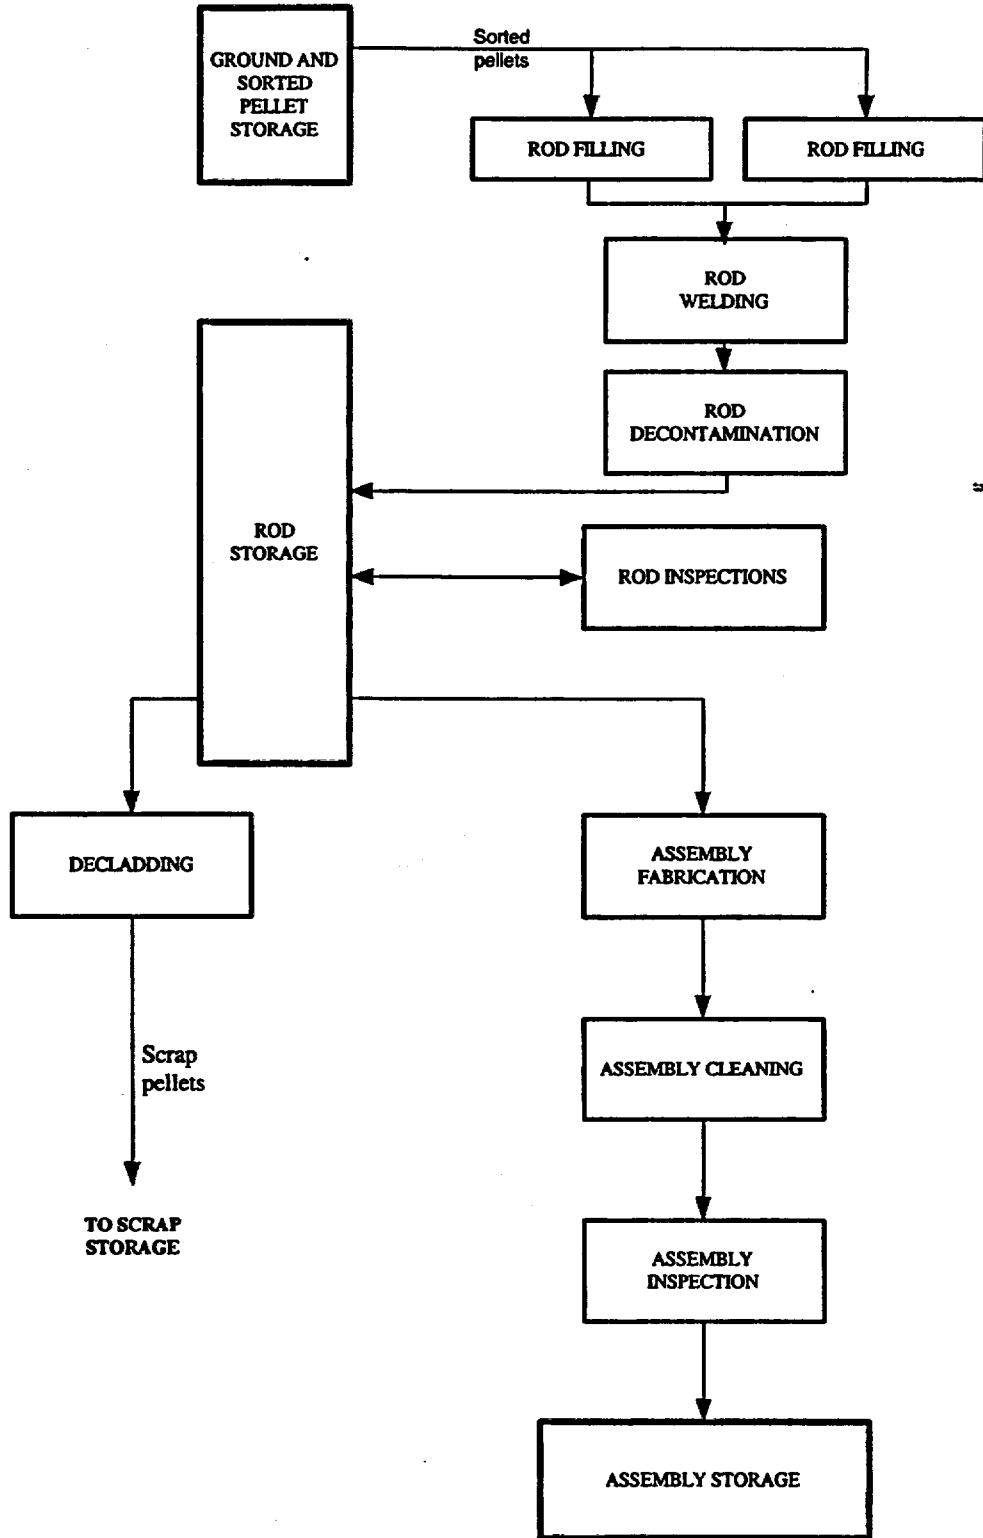 GROUND AND
SORTED
PELLET
STORAGE
Sorted
pellets
ROD FILLING
ROD FILLING
ROD
WELDING
ROD
DECONTAMINATION
ROD
STORAGE
ROD INSPECTIONS
DECLADDING
ASSEMBLY
FABRICATION
Scrap
pellets
ASSEMBLY CLEANING
TO SCRAP
STORAGE
ASSEMBLY
INSPECTION
ASSEMBLY STORAGE